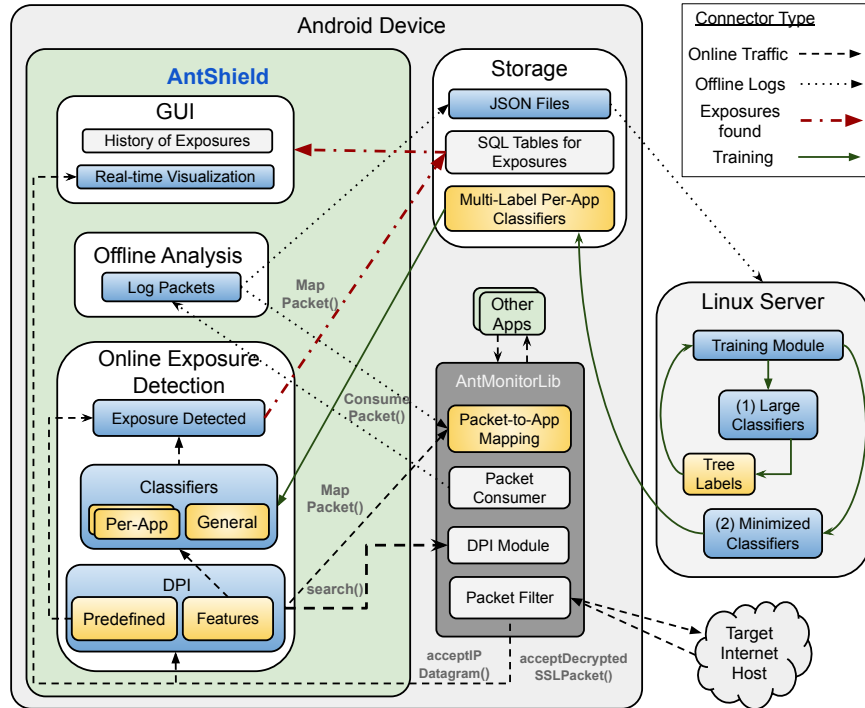 Android Device
AntShield
GUI
History of Exposures
Real-time Visualization
Offline Analysis
Log Packets
Online Exposure
Detection
Exposure Detected
Classifiers
Per-App
General
DPI
Predefined
Features
Storage
JSON Files
SQL Tables for
Exposures
Multi-Label Per-App
Classifiers
Map
Packet()
Consume
Packet()
Map
Packet()
search()
acceptIP
Datagram()
acceptDecrypted
SSLPacket()
Other
Apps
AntMonitorLib
Packet-to-App
Mapping
Packet
Consumer
DPI Module
Packet Filter
Connector Type
Online Traffic
Offline Logs
Exposures
found
Training
Linux Server
Training Module
(1) Large
Classifiers
Tree
Labels
(2) Minimized
Classifiers
Target
Internet
Host